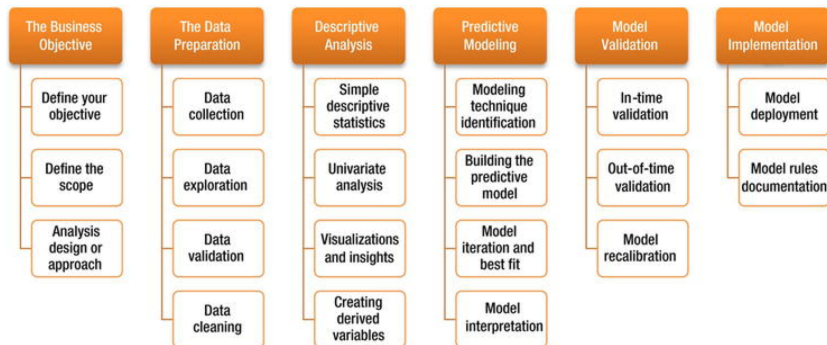 The Business
Objective
Define your
objective
Define the
scope
Analysis
design or
approach
The Data
Preparation
Data
collection
Data
exploration
Data
validation
Data
cleaning
Descriptive
Analysis
Simple
descriptive
statistics
Univariate
analysis
Visualizations
and insights
Creating
derived
variables
Predictive
Modeling
Modeling
technique
identification
Building the
predictive
model
Model
iteration and
best fit
Model
interpretation
Model
Validation
In-time
validation
Out-of-time
validation
Model
recalibration
Model
Implementation
Model
deployment
Model rules
documentation